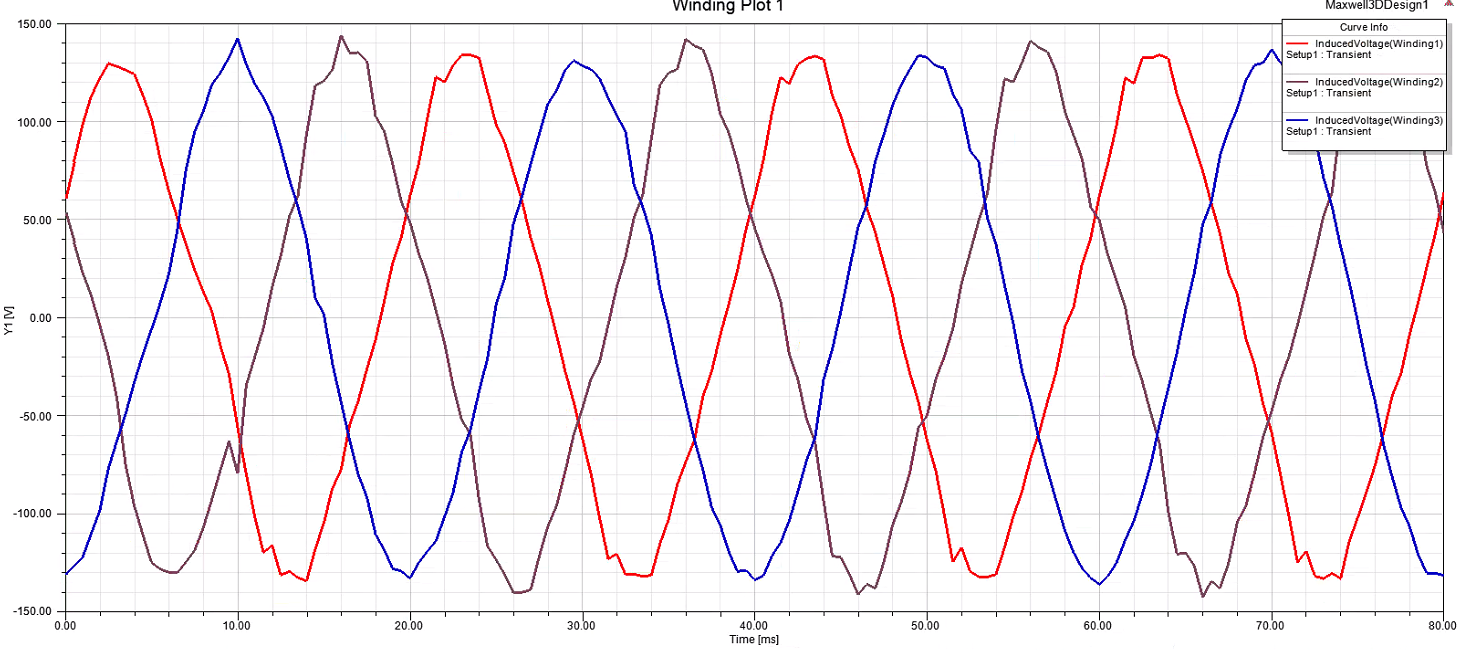 Winding Plot 1
Maxwell3DDesign1
Curve Info
InducedVoltage(Winding1)
Setup1 : Transient
InducedVoltage(Winding2)
Setup1 : Transient
InducedVoltage(Winding3)
Setup1 : Transient
150.00
100.00
50.00
0.00
-50.00
-100.00
-150.00
Y1 [V]
0.00 10.00 20.00 30.00 40.00 50.00 60.00 70.00 80.00
Time [ms]